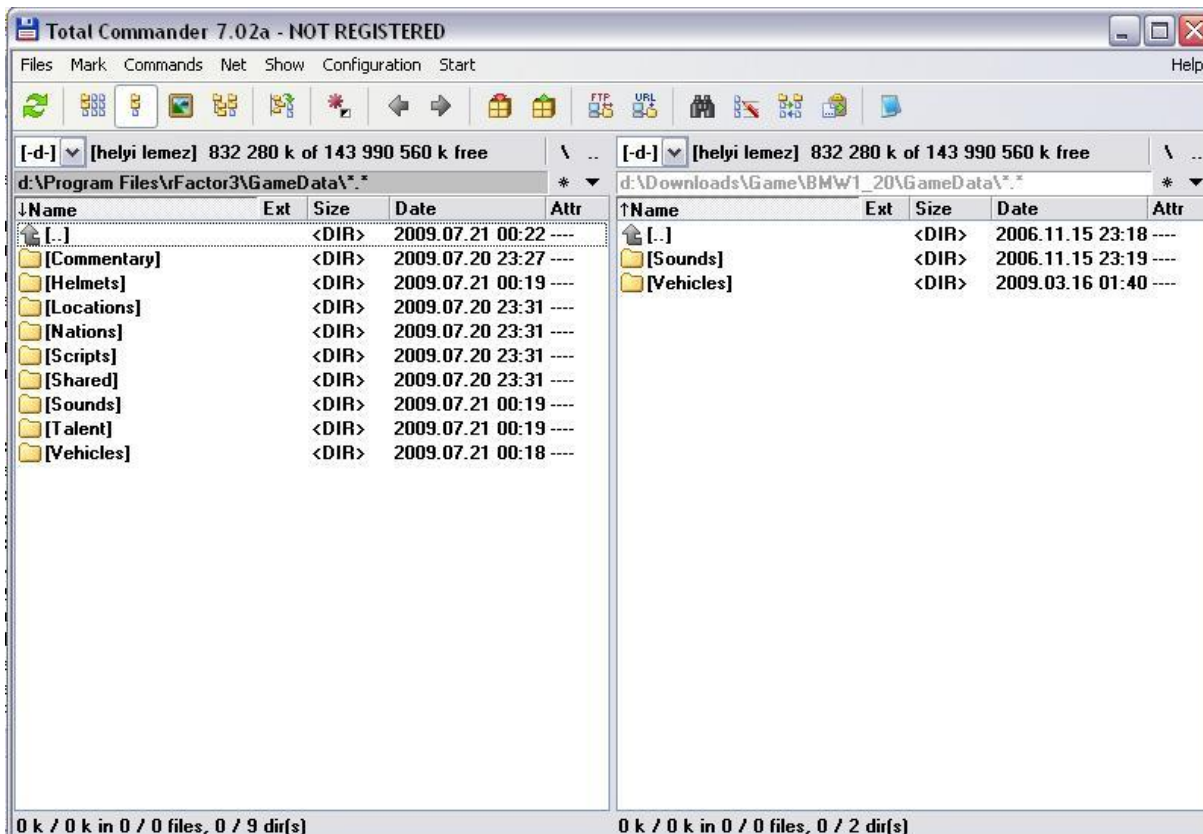 Total Commander 7.02a - NOT REGISTERED
Files Mark Commands Net Show Configuration Start Help
FTP URL
[-d-] [helyi lemez] 832 280 k of 143 990 560 k free \ ..
d:\Program Files\rFactor3\GameData\*.* * ▼
↓Name Ext Size Date Attr
[..] <DIR> 2009.07.21 00:22 ----
[Commentary] <DIR> 2009.07.20 23:27 ----
[Helmets] <DIR> 2009.07.21 00:19 ----
[Locations] <DIR> 2009.07.20 23:31 ----
[Nations] <DIR> 2009.07.20 23:31 ----
[Scripts] <DIR> 2009.07.20 23:31 ----
[Shared] <DIR> 2009.07.20 23:31 ----
[Sounds] <DIR> 2009.07.21 00:19 ----
[Talent] <DIR> 2009.07.21 00:19 ----
[Vehicles] <DIR> 2009.07.21 00:18 ----
0 k / 0 k in 0 / 0 files, 0 / 9 dir(s)
[-d-] [helyi lemez] 832 280 k of 143 990 560 k free \ ..
d:\Downloads\Game\BMW1_20\GameData\*.* * ▼
↑Name Ext Size Date Attr
[..] <DIR> 2006.11.15 23:18 ----
[Sounds] <DIR> 2006.11.15 23:19 ----
[Vehicles] <DIR> 2009.03.16 01:40 ----
0 k / 0 k in 0 / 0 files, 0 / 2 dir(s)